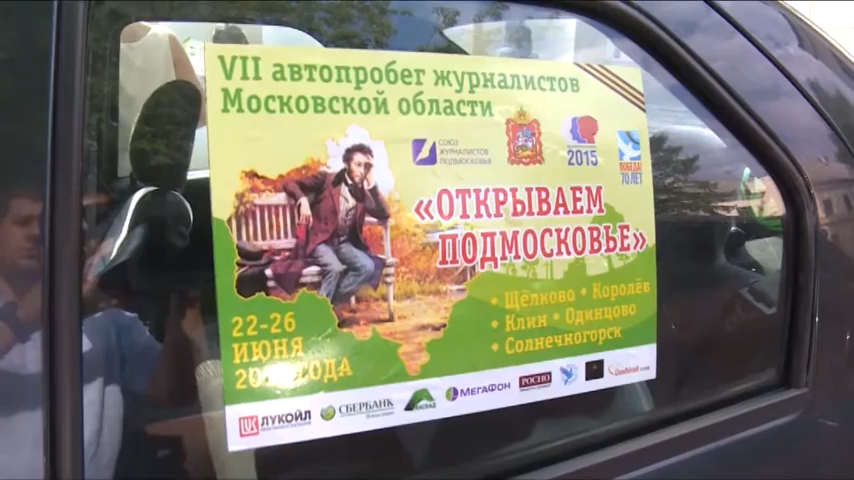 VII автопробег журналистов
Московской области
СОЮЗ
ЖУРНАЛИСТОВ
ПОДМОСКОВЬЯ
2015
ПОБЕДА!
70 ЛЕТ
«ОТКРЫВАЕМ
ПОДМОСКОВЬЕ»
• Щёлково • Королёв
• Клин • Одинцово
• Солнечногорск
22-26
ИЮНЯ
ГОДА
ЛУКОЙЛ
СБЕРБАНК
МЕГАФОН
РОСНО